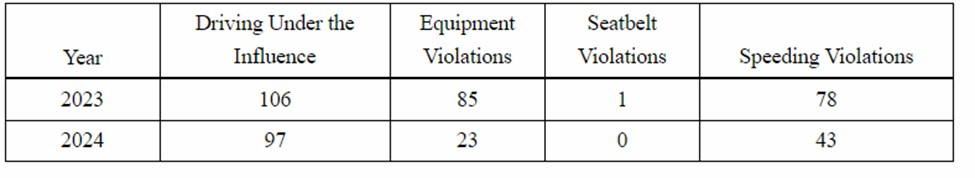 Year Driving Under the Influence Equipment Violations Seatbelt Violations Speeding Violations
2023 106 85 1 78
2024 97 23 0 43